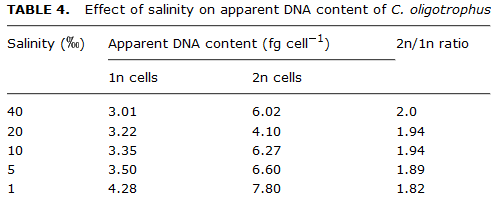 TABLE 4. Effect of salinity on apparent DNA content of C. oligotrophus
Salinity (‰) Apparent DNA content (fg cell−1) 2n/1n ratio
1n cells 2n cells
40 3.01 6.02 2.0
20 3.22 4.10 1.94
10 3.35 6.27 1.94
5 3.50 6.60 1.89
1 4.28 7.80 1.82